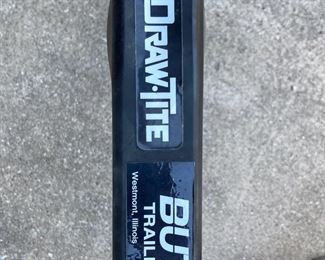 DRAW-TITE
BU
TRAIL
Westmont, Illinois